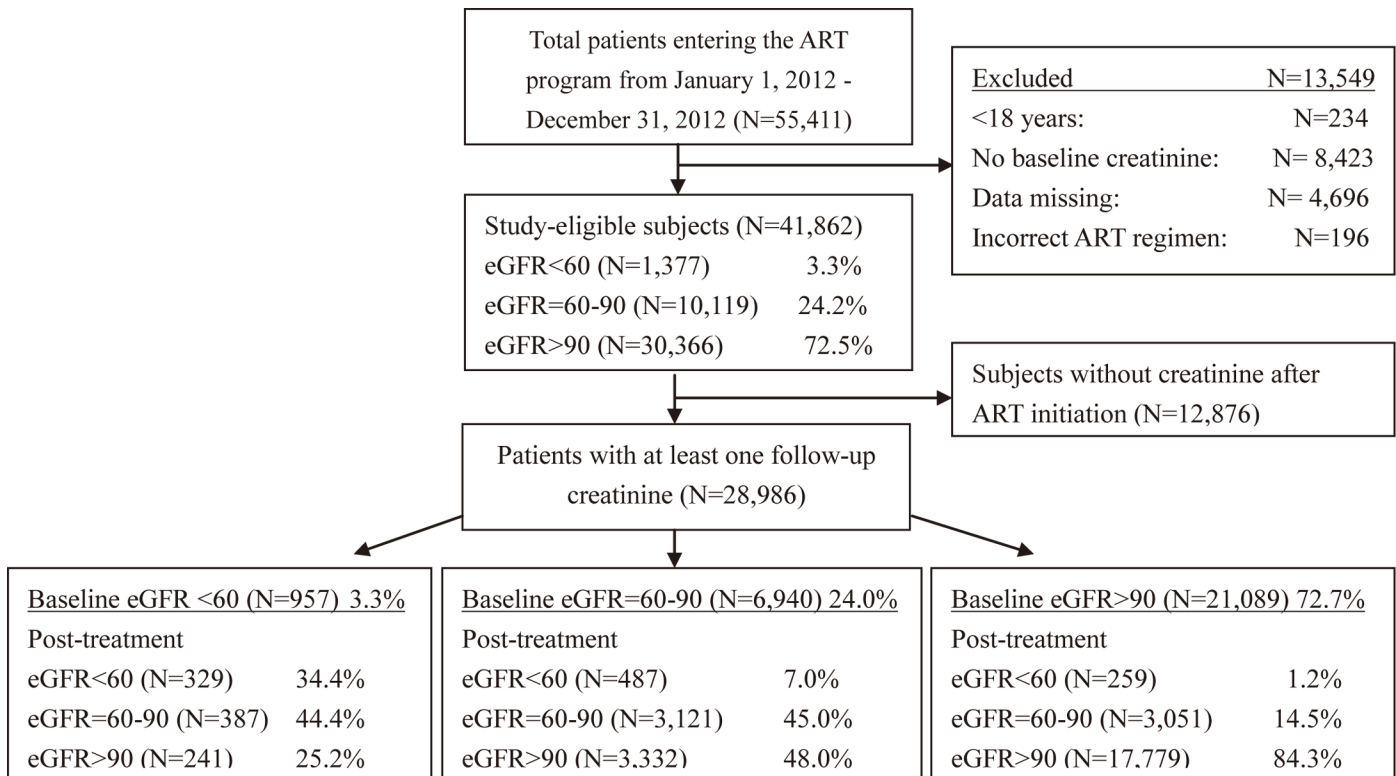 Total patients entering the ART
program from January 1, 2012 -
December 31, 2012 (N=55,411)
Excluded N=13,549
<18 years: N=234
No baseline creatinine: N= 8,423
Data missing: N= 4,696
Incorrect ART regimen: N=196
Study-eligible subjects (N=41,862)
eGFR<60 (N=1,377) 3.3%
eGFR=60-90 (N=10,119) 24.2%
eGFR>90 (N=30,366) 72.5%
Subjects without creatinine after
ART initiation (N=12,876)
Patients with at least one follow-up
creatinine (N=28,986)
Baseline eGFR <60 (N=957) 3.3%
Post-treatment
eGFR<60 (N=329) 34.4%
eGFR=60-90 (N=387) 44.4%
eGFR>90 (N=241) 25.2%
Baseline eGFR=60-90 (N=6,940) 24.0%
Post-treatment
eGFR<60 (N=487) 7.0%
eGFR=60-90 (N=3,121) 45.0%
eGFR>90 (N=3,332) 48.0%
Baseline eGFR>90 (N=21,089) 72.7%
Post-treatment
eGFR<60 (N=259) 1.2%
eGFR=60-90 (N=3,051) 14.5%
eGFR>90 (N=17,779) 84.3%